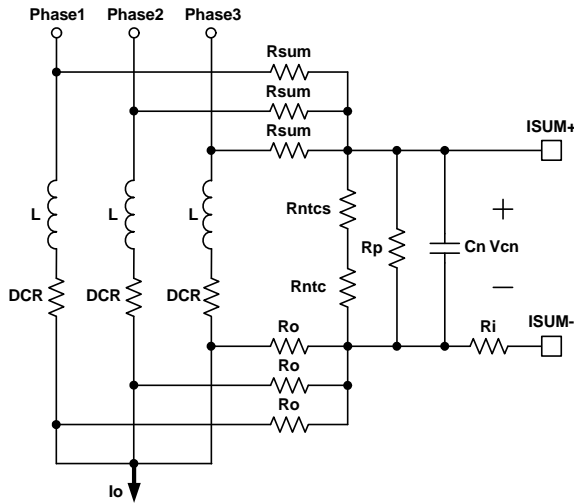 Phase1 Phase2 Phase3
Rsum
Rsum
Rsum
ISUM+
L
L
L
Rntcs
+
Rp
Cn Vcn
DCR
DCR
DCR
Rntc
−
Ro
Ri
ISUM-
Ro
Ro
Io